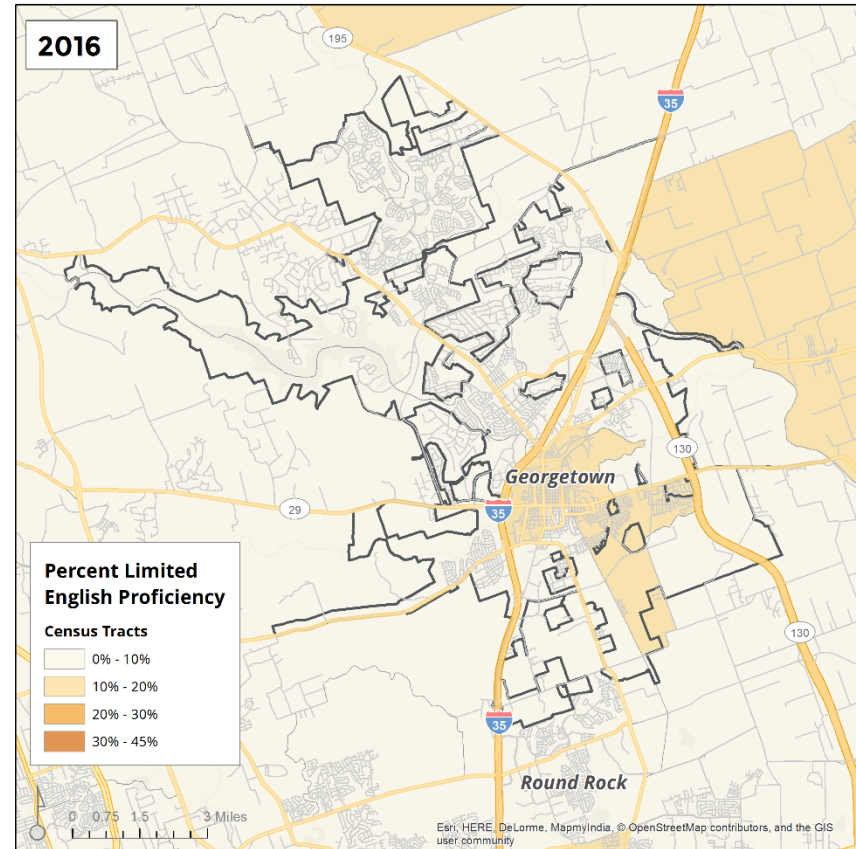 2016
195
35
Georgetown
130
29
35
130
35
Round Rock
Percent Limited
English Proficiency
Census Tracts
0% - 10%
10% - 20%
20% - 30%
30% - 45%
0 0.75 1.5 3 Miles
Esri, HERE, DeLorme, MapmyIndia, © OpenStreetMap contributors, and the GIS
user community